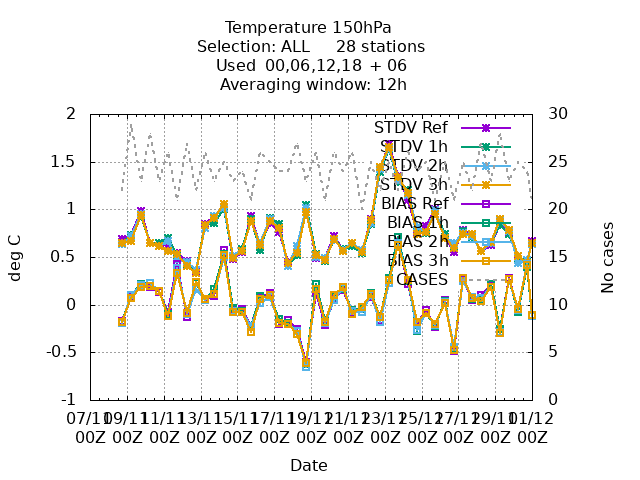 Temperature 150hPa
Selection: ALL 28 stations
Used 00,06,12,18 + 06
Averaging window: 12h
2 30
1.5 25
1 20
0.5 15
0 10
-0.5 5
-1 0
deg C
No cases
STDV Ref
STDV 1h
STDV 2h
STDV 3h
BIAS Ref
BIAS 1h
BIAS 2h
BIAS 3h
CASES
07/11 09/11 11/11 13/11 15/11 17/11 19/11 21/11 23/11 25/11 27/11 29/11 01/12
00Z 00Z 00Z 00Z 00Z 00Z 00Z 00Z 00Z 00Z 00Z 00Z 00Z
Date